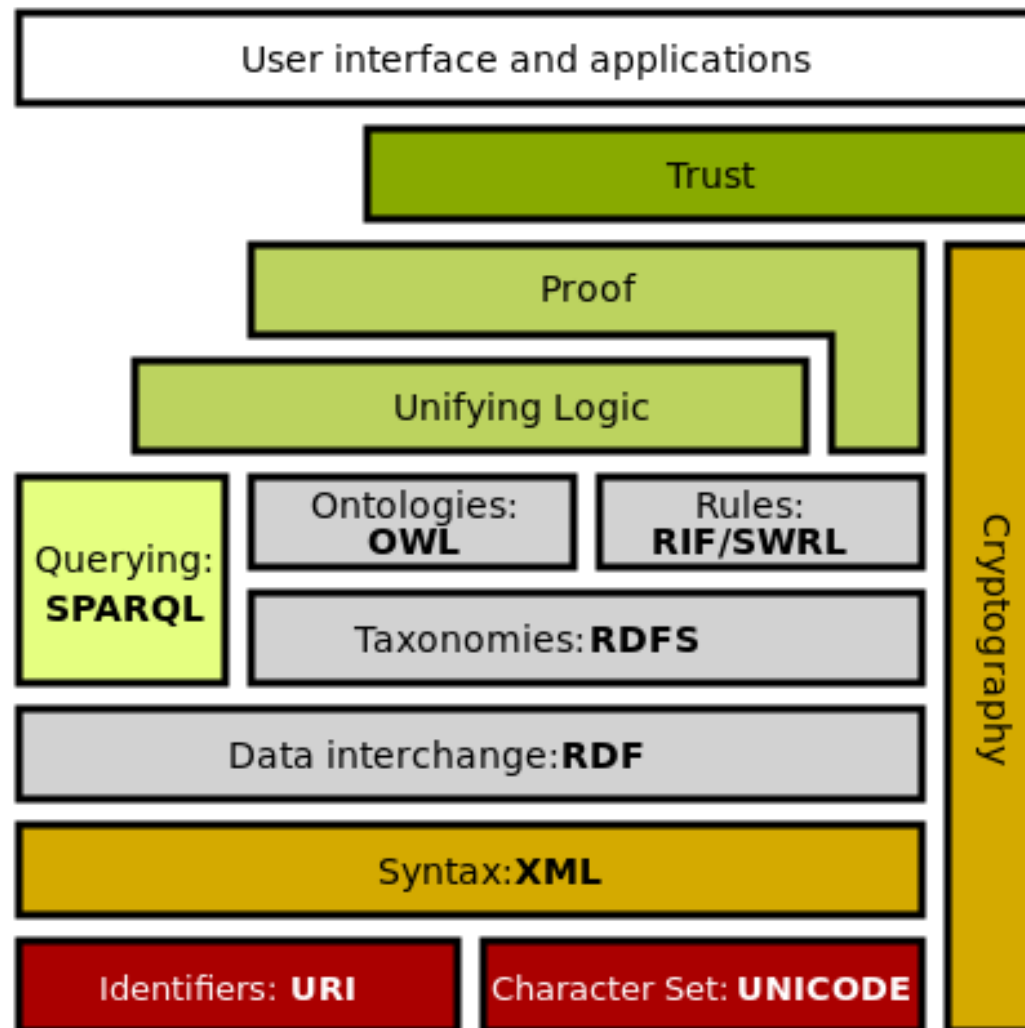 User interface and applications
Trust
Proof
Unifying Logic
Ontologies:
OWL
Rules:
RIF/SWRL
Querying:
SPARQL
Taxonomies: RDFS
Cryptography
Data interchange: RDF
Syntax: XML
Identifiers: URI
Character Set: UNICODE